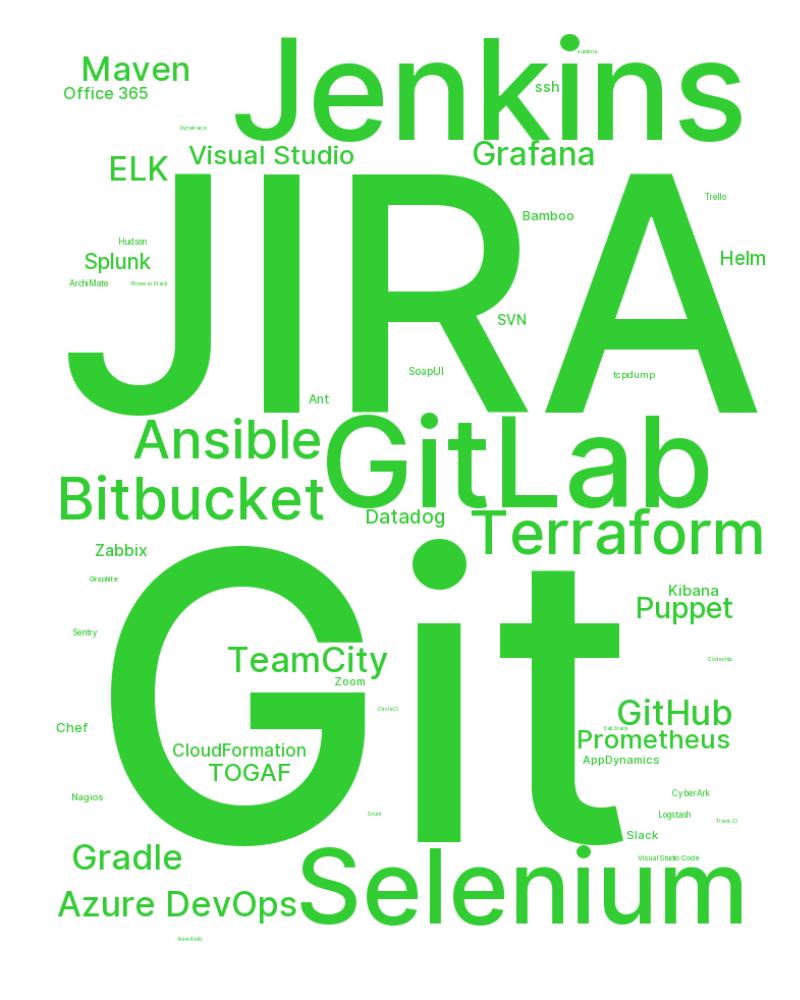 Jenkins
sublime
Maven
ssh
Office 365
Dynatrace
Visual Studio
Grafana
ELK
JIRA
Trello
Bamboo
Hudson
Splunk
Helm
ArchiMate
BrowserStack
SVN
SoapUI
tcpdump
Ant
Ansible
GitLab
Bitbucket
Datadog
Terraform
Zabbix
Git
Graphite
Kibana
Puppet
Sentry
TeamCity
Codeship
Zoom
CircleCI
GitHub
Chef
SaltStack
Prometheus
CloudFormation
AppDynamics
TOGAF
CyberArk
Nagios
Grunt
Logstash
Travis CI
Slack
Gradle
Visual Studio Code
Selenium
Azure DevOps
New Relic